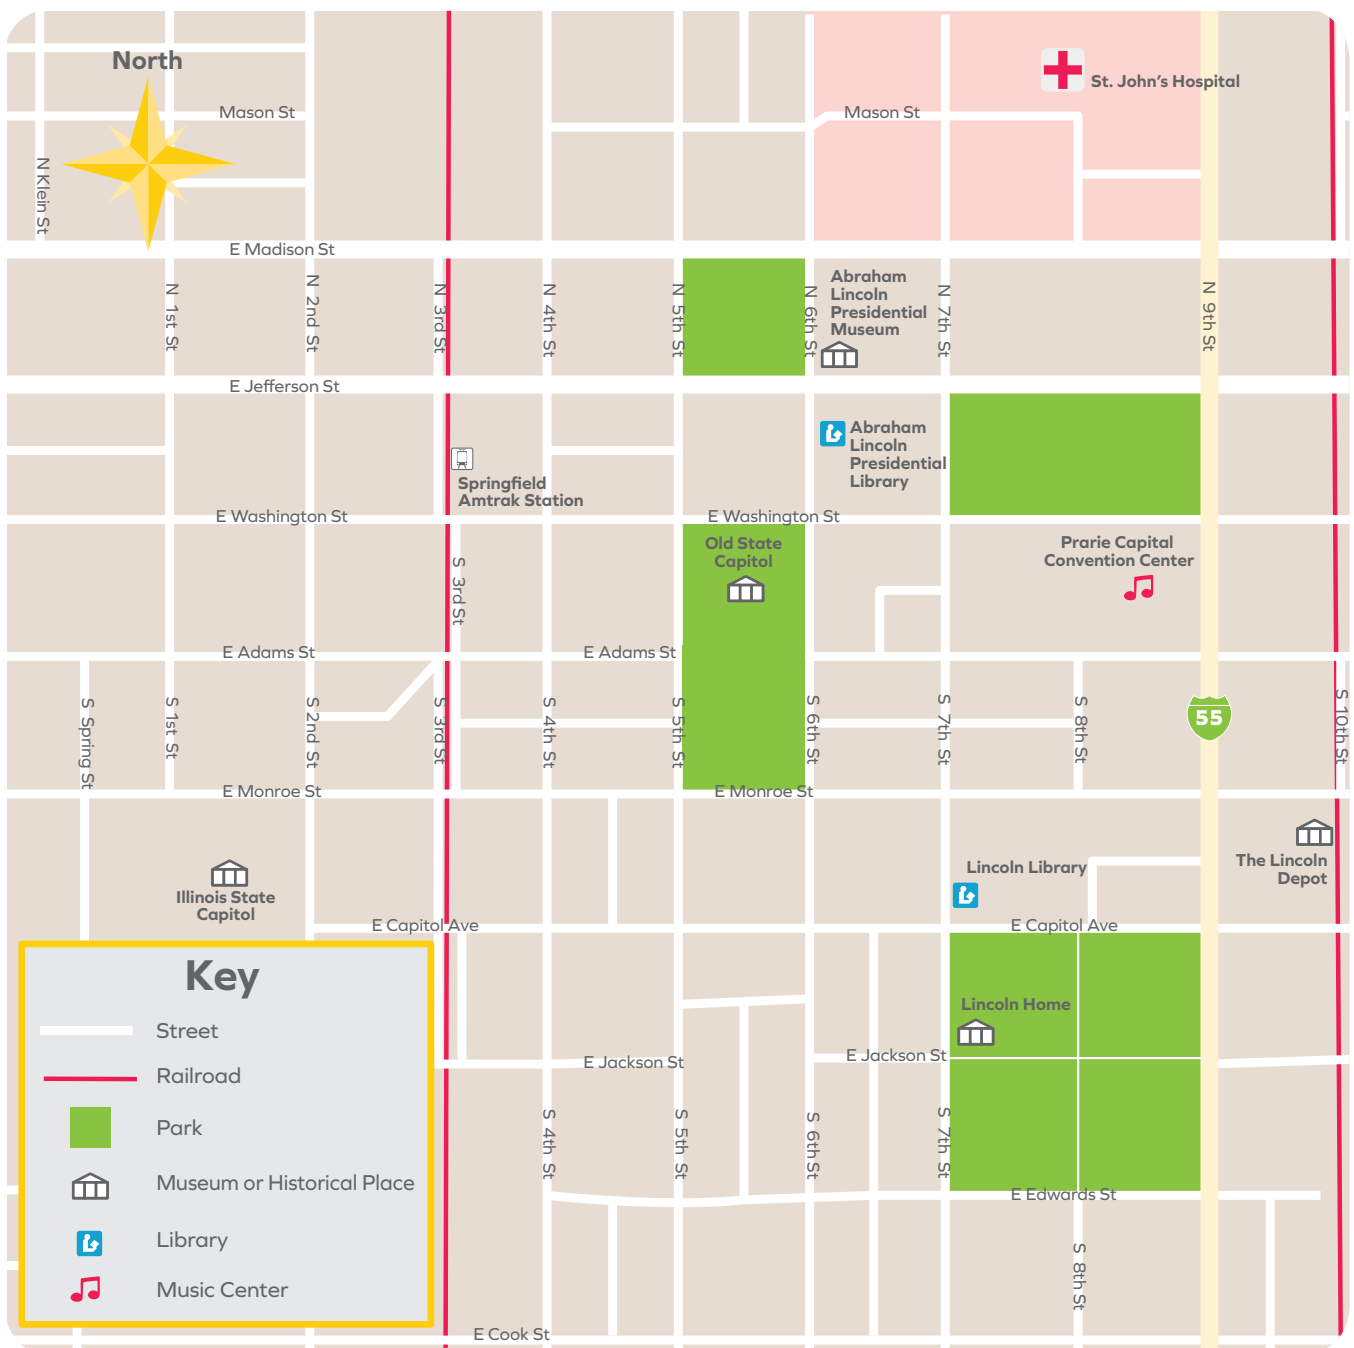 North
St. John's Hospital
Mason St
Mason St
N Klein St
E Madison St
N 1st St
N 2nd St
N 3rd St
N 4th St
N 5th St
N 6th St
Abraham
Lincoln
Presidential
Museum
N 7th St
N 9th St
E Jefferson St
Abraham
Lincoln
Presidential
Library
Springfield
Amtrak Station
E Washington St
E Washington St
Old State
Capitol
Prarie Capital
Convention Center
S 3rd St
E Adams St
E Adams St
S Spring St
S 1st St
S 2nd St
S 3rd St
S 4th St
S 5th St
S 6th St
S 7th St
S 8th St
55
S 10th St
E Monroe St
E Monroe St
Illinois State
Capitol
Lincoln Library
The Lincoln
Depot
E Capitol Ave
E Capitol Ave
Lincoln Home
E Jackson St
E Jackson St
S 4th St
S 5th St
S 6th St
S 7th St
E Edwards St
S 8th St
E Cook St
Key
Street
Railroad
Park
Museum or Historical Place
Library
Music Center